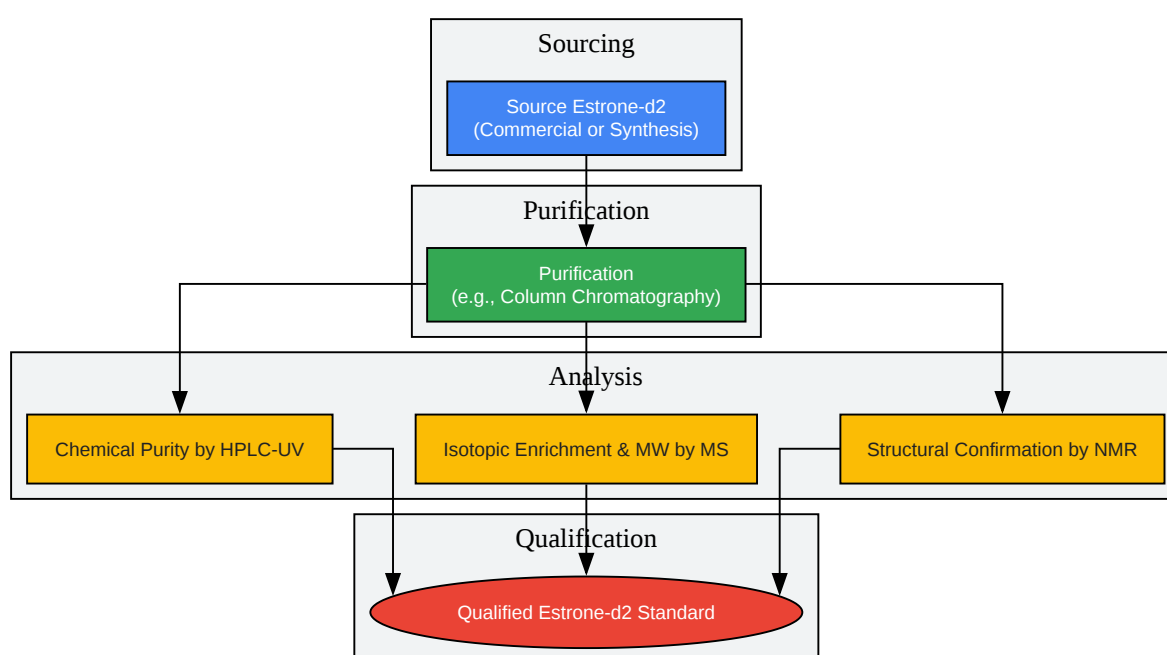 Sourcing
Source Estrone-d2
(Commercial or Synthesis)
Purification
Purification
(e.g., Column Chromatography)
Analysis
Chemical Purity by HPLC-UV
Isotopic Enrichment & MW by MS
Structural Confirmation by NMR
Qualification
Qualified Estrone-d2 Standard